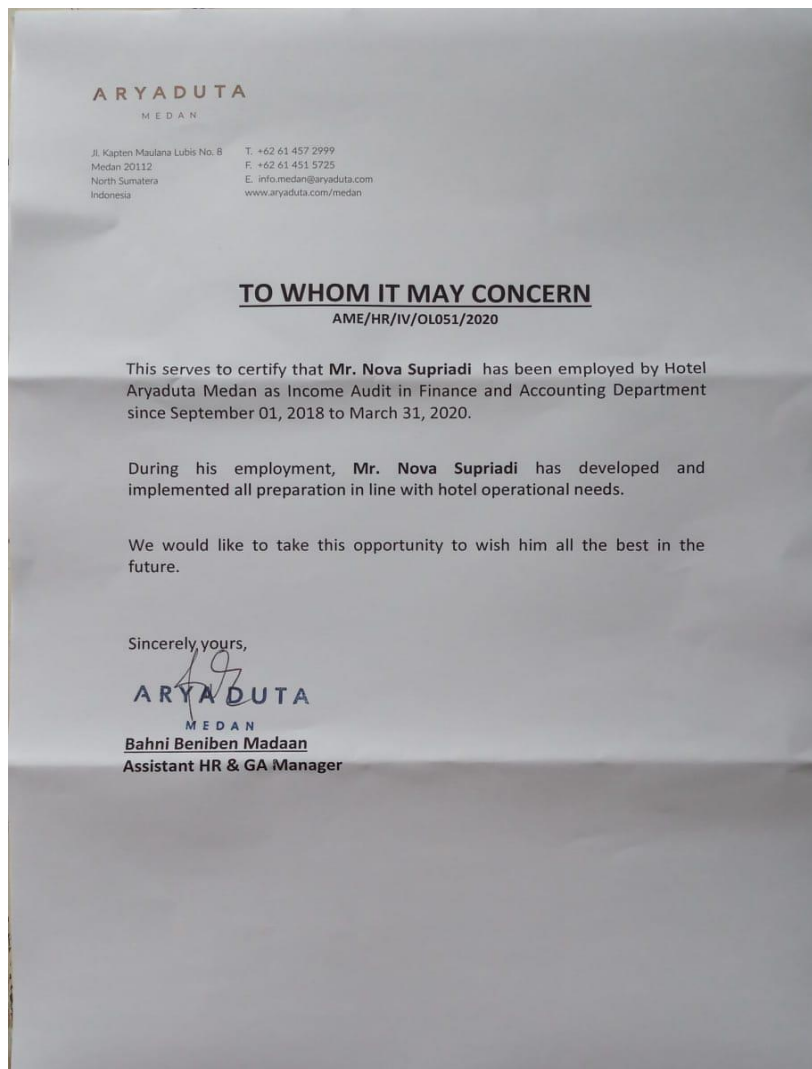 ARYADUTA
MEDAN
Jl. Kapten Maulana Lubis No. 8
Medan 20112
North Sumatera
Indonesia
T. +62 61 457 2999
F. +62 61 451 5725
E. info.medan@aryaduta.com
www.aryaduta.com/medan
TO WHOM IT MAY CONCERN
AME/HR/IV/OL051/2020
This serves to certify that Mr. Nova Supriadi has been employed by Hotel
Aryaduta Medan as Income Audit in Finance and Accounting Department
since September 01, 2018 to March 31, 2020.
During his employment, Mr. Nova Supriadi has developed and
implemented all preparation in line with hotel operational needs.
We would like to take this opportunity to wish him all the best in the
future.
Sincerely yours,
ARYADUTA
MEDAN
Bahni Beniben Madaan
Assistant HR & GA Manager